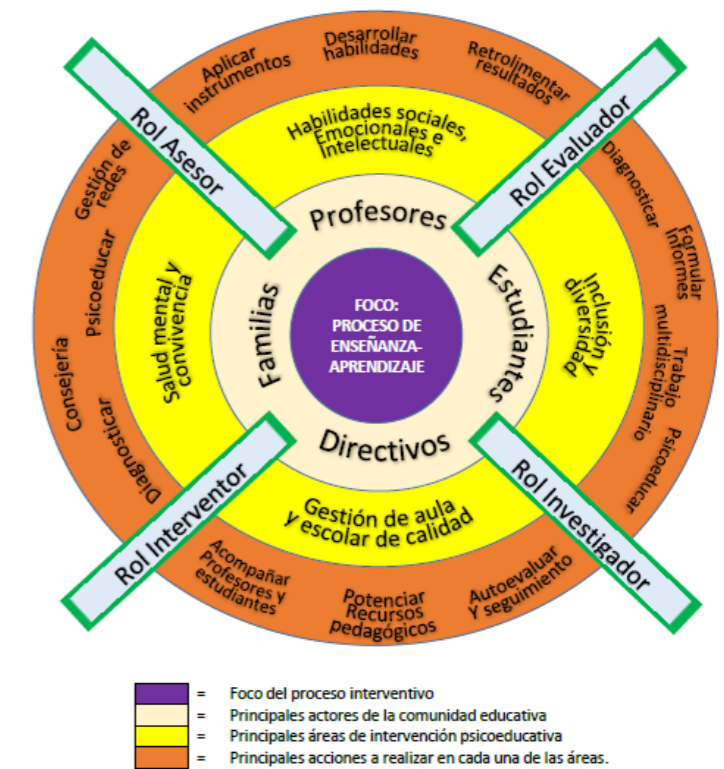 Aplicar
instrumentos
Desarrollar
habilidades
Retrolimentar
resultados
Rol Asesor
Rol Evaluador
Habilidades sociales,
Emocionales e
Intelectuales
Gestión de
redes
Psicoeducar
Consejería
Diagnosticar
Salud mental y
convivencia
Profesores
Familias
Estudiantes
Directivos
FOCO:
PROCESO DE
ENSEÑANZA-
APRENDIZAJE
Inclusión y
diversidad
Diagnosticar
Formular
Informes
Trabajo
multidisciplinario
Psicoeducar
Rol Interventor
Rol Investigador
Gestión de aula
y escolar de calidad
Acompañar
Profesores y
estudiantes
Potenciar
Recursos
pedagógicos
Autoevaluar
Y seguimiento
= Foco del proceso interventivo
= Principales actores de la comunidad educativa
= Principales áreas de intervención psicoeducativa
= Principales acciones a realizar en cada una de las áreas.